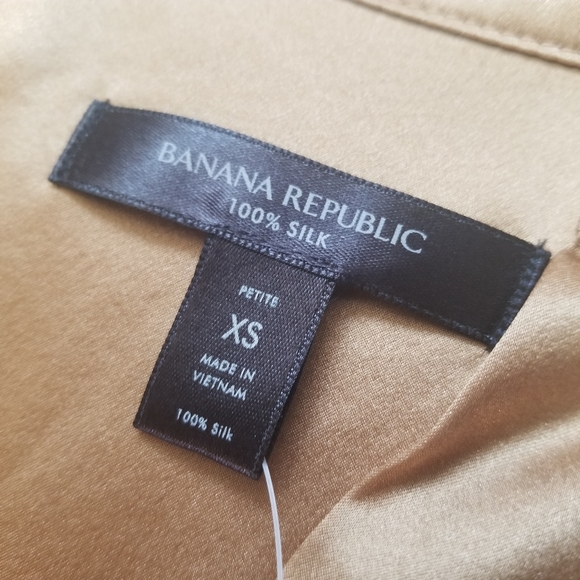 BANANA REPUBLIC
100% SILK
PETITE
XS
MADE IN
VIETNAM
100% Silk